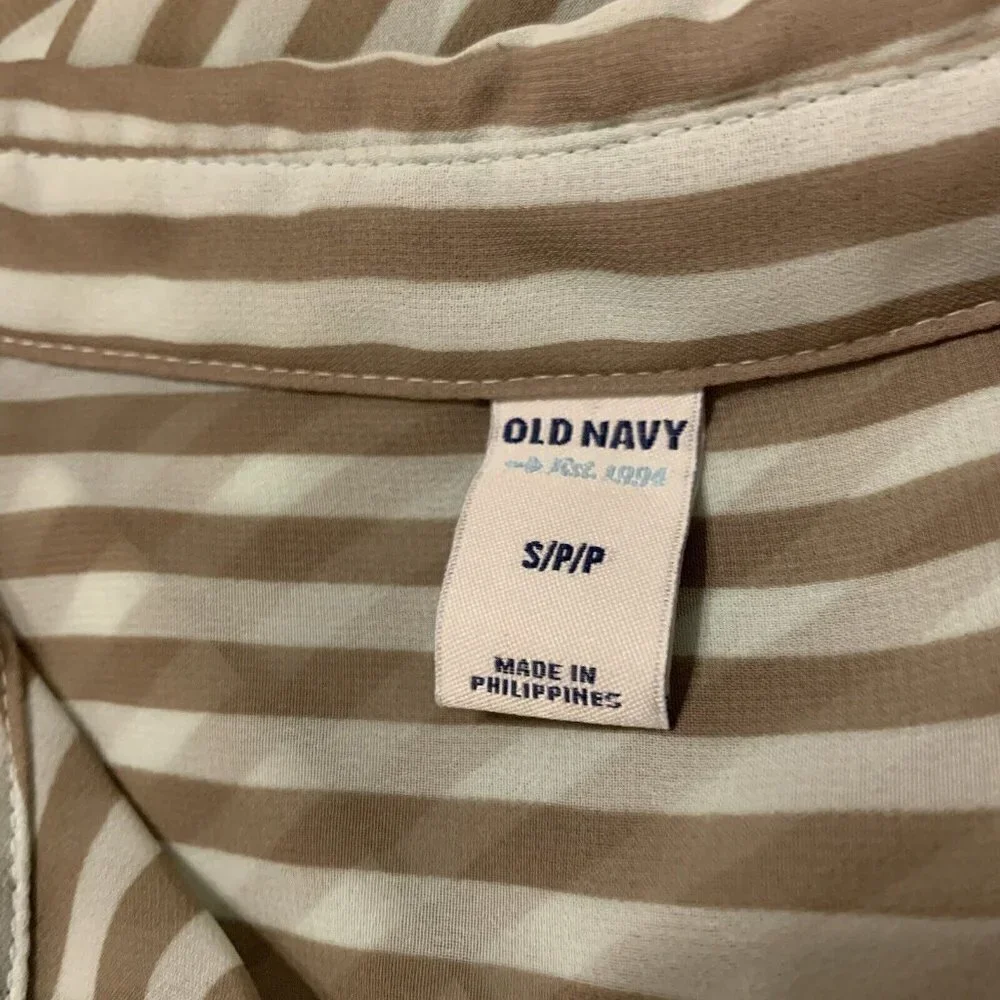 OLD NAVY
Est. 1994
S/P/P
MADE IN
PHILIPPINES